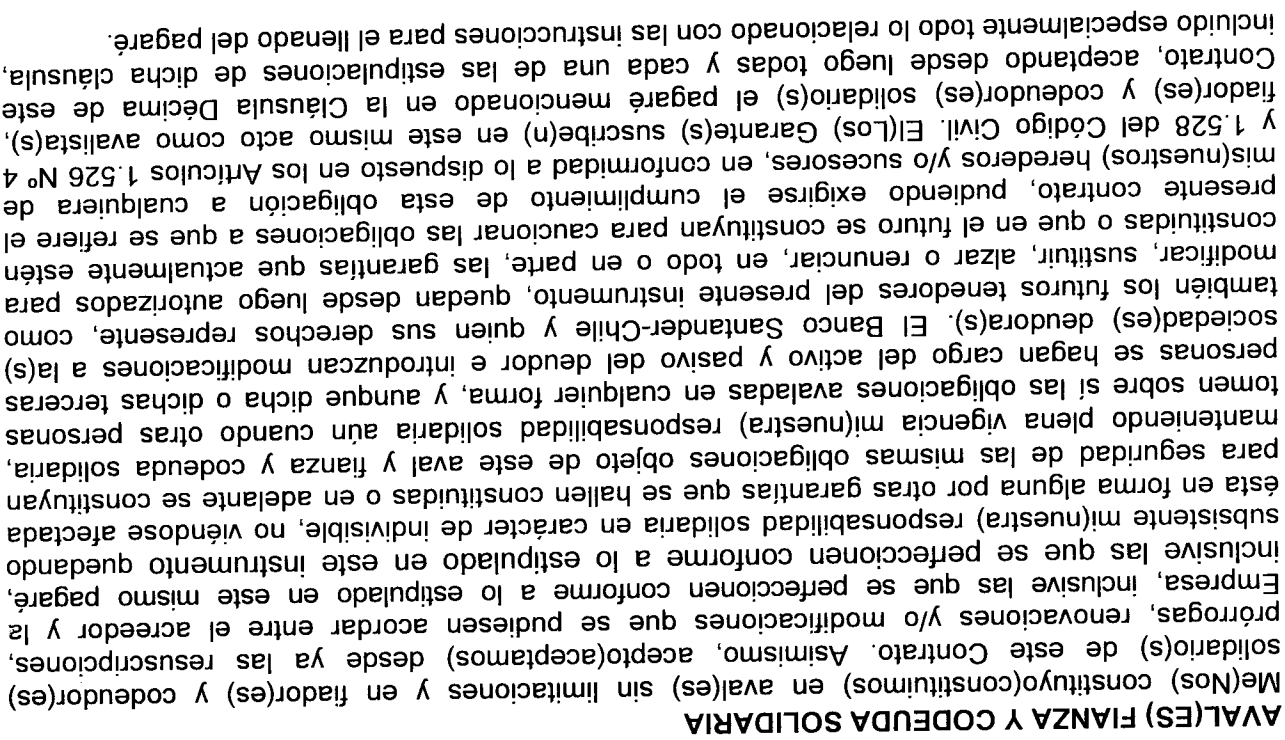 AVAL(ES) FIANZA Y CODEUDA SOLIDARIA
Me(Nos) constituyo(constituimos) en aval(es) sin limitaciones y en fiador(es) y codeudor(es)
solidario(s) de este Contrato. Asimismo, acepto(aceptamos) desde ya las resuscripciones,
prórrogas, renovaciones y/o modificaciones que se pudiesen acordar entre el acreedor y la
Empresa, inclusive las que se perfeccionen conforme a lo estipulado en este mismo pagaré,
inclusive las que se perfeccionen conforme a lo estipulado en este instrumento quedando
subsistente mi(nuestra) responsabilidad solidaria en carácter de indivisible, no viéndose afectada
ésta en forma alguna por otras garantías que se hallen constituidas o en adelante se constituyan
para seguridad de las mismas obligaciones objeto de este aval y fianza y codeuda solidaria,
manteniendo plena vigencia mi(nuestra) responsabilidad solidaria aún cuando otras personas
tomen sobre sí las obligaciones avaladas en cualquier forma, y aunque dicha o dichas terceras
personas se hagan cargo del activo y pasivo del deudor e introduzcan modificaciones a la(s)
sociedad(es) deudora(s). El Banco Santander-Chile y quien sus derechos represente, como
también los futuros tenedores del presente instrumento, quedan desde luego autorizados para
modificar, sustituir, alzar o renunciar, en todo o en parte, las garantías que actualmente estén
constituidas o que en el futuro se constituyan para caucionar las obligaciones a que se refiere el
presente contrato, pudiendo exigirse el cumplimiento de esta obligación a cualquiera de
mis(nuestros) herederos y/o sucesores, en conformidad a lo dispuesto en los Artículos 1.526 Nº 4
y 1.528 del Código Civil. El(Los) Garante(s) suscribe(n) en este mismo acto como avalista(s),
fiador(es) y codeudor(es) solidario(s) el pagaré mencionado en la Cláusula Décima de este
Contrato, aceptando desde luego todas y cada una de las estipulaciones de dicha cláusula,
incluido especialmente todo lo relacionado con las instrucciones para el llenado del pagaré.